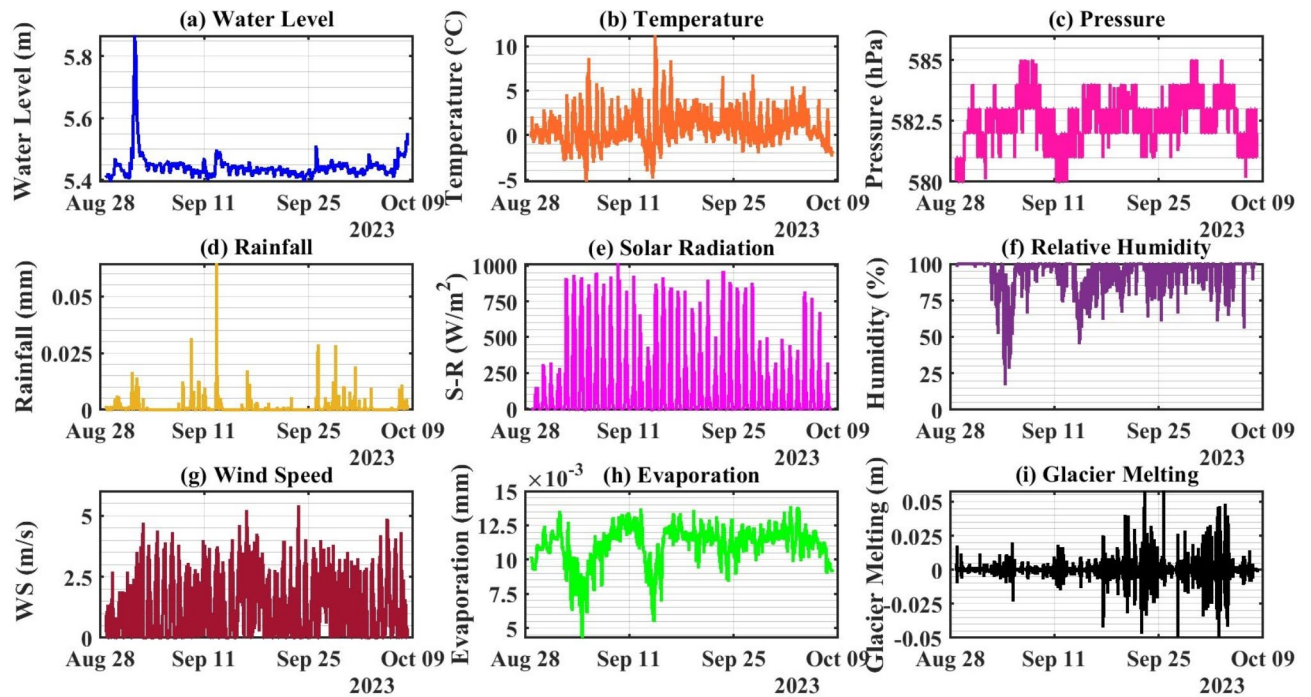 (a) Water Level
Water Level (m)
5.8
5.6
5.4
Aug 28 Sep 11 Sep 25 Oct 09
2023
(b) Temperature
Temperature (°C)
10
5
0
-5
Aug 28 Sep 11 Sep 25 Oct 09
2023
(c) Pressure
Pressure (hPa)
585
582.5
580
Aug 28 Sep 11 Sep 25 Oct 09
2023
(d) Rainfall
Rainfall (mm)
0.05
0.025
0
Aug 28 Sep 11 Sep 25 Oct 09
2023
(e) Solar Radiation
S-R (W/m²)
1000
750
500
250
0
Aug 28 Sep 11 Sep 25 Oct 09
2023
(f) Relative Humidity
Humidity (%)
100
75
50
25
0
Aug 28 Sep 11 Sep 25 Oct 09
2023
(g) Wind Speed
WS (m/s)
5
2.5
0
Aug 28 Sep 11 Sep 25 Oct 09
2023
(h) Evaporation
×10⁻³
Evaporation (mm)
15
12.5
10
7.5
5
Aug 28 Sep 11 Sep 25 Oct 09
2023
(i) Glacier Melting
Glacier Melting (m)
0.05
0.025
0
-0.025
-0.05
Aug 28 Sep 11 Sep 25 Oct 09
2023